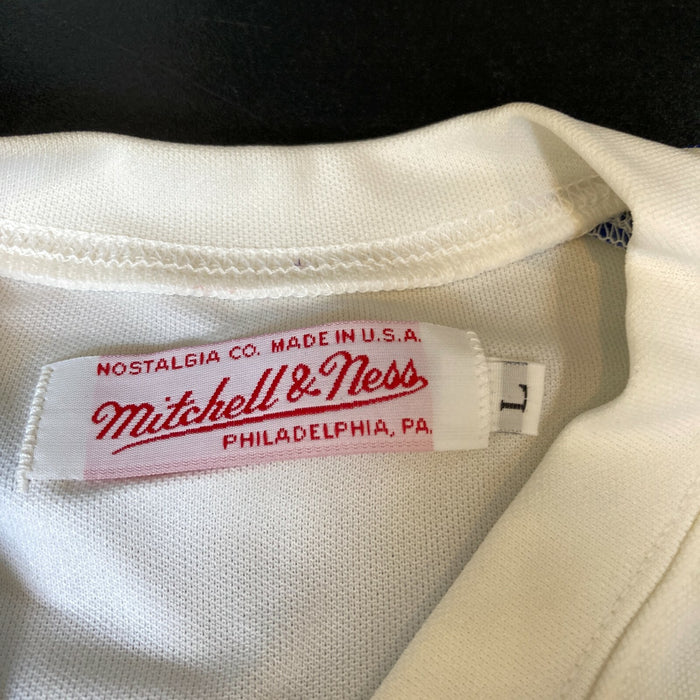 NOSTALGIA CO. MADE IN U.S.A.
Mitchell & Ness
PHILADELPHIA, PA.
L